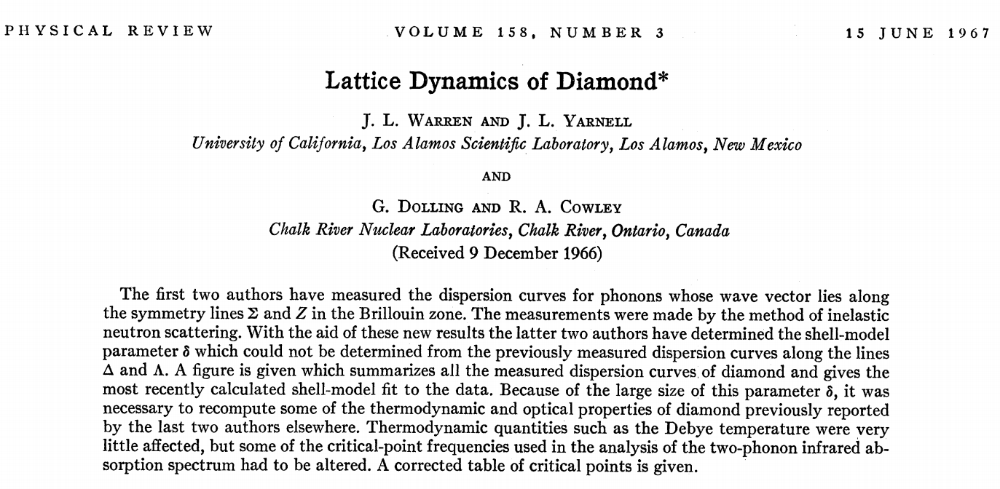 PHYSICAL REVIEW VOLUME 158, NUMBER 3 15 JUNE 1967
Lattice Dynamics of Diamond*
J. L. WARREN AND J. L. YARNELL
University of California, Los Alamos Scientific Laboratory, Los Alamos, New Mexico
AND
G. DOLLING AND R. A. COWLEY
Chalk River Nuclear Laboratories, Chalk River, Ontario, Canada
(Received 9 December 1966)
The first two authors have measured the dispersion curves for phonons whose wave vector lies along
the symmetry lines Σ and Z in the Brillouin zone. The measurements were made by the method of inelastic
neutron scattering. With the aid of these new results the latter two authors have determined the shell-model
parameter δ which could not be determined from the previously measured dispersion curves along the lines
Δ and Λ. A figure is given which summarizes all the measured dispersion curves of diamond and gives the
most recently calculated shell-model fit to the data. Because of the large size of this parameter δ, it was
necessary to recompute some of the thermodynamic and optical properties of diamond previously reported
by the last two authors elsewhere. Thermodynamic quantities such as the Debye temperature were very
little affected, but some of the critical-point frequencies used in the analysis of the two-phonon infrared ab-
sorption spectrum had to be altered. A corrected table of critical points is given.